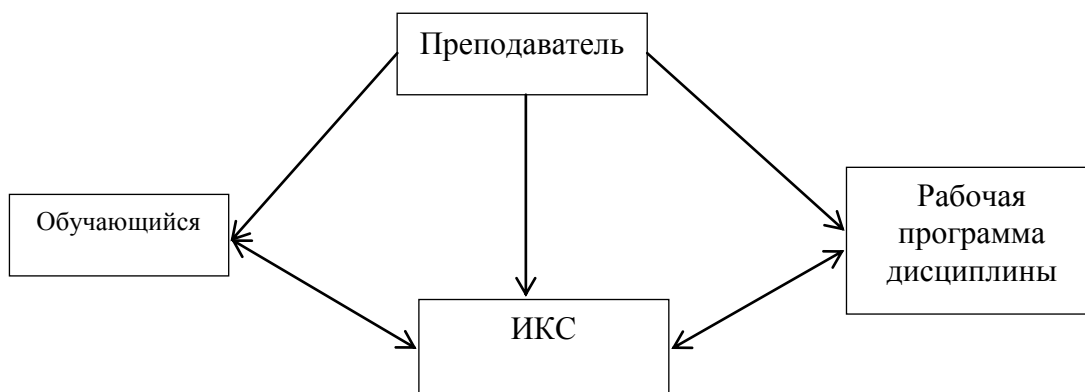 Преподаватель
Обучающийся
Рабочая
программа
дисциплины
ИКС